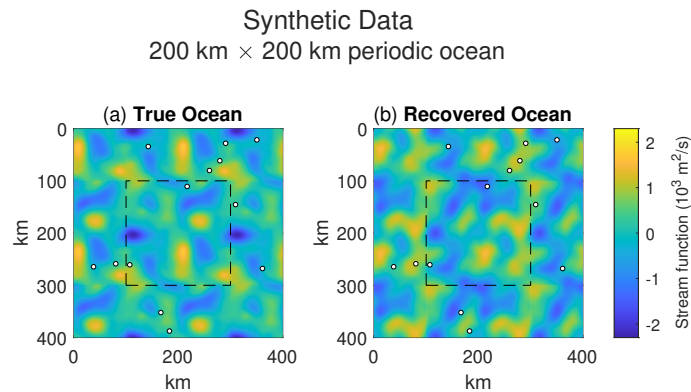 Synthetic Data
200 km × 200 km periodic ocean
(a) True Ocean
(b) Recovered Ocean
0
100
200
300
400
km
0
200
400
km
0
100
200
300
400
km
0
200
400
km
2
1
0
-1
-2
Stream function (10³ m²/s)